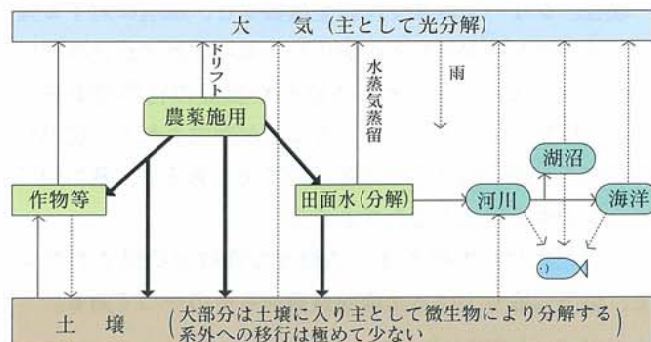 大　気（主として光分解）
ドリフト
水蒸気蒸留
雨
農薬施用
湖沼
作物等
田面水（分解）
河川
海洋
土　壌
（大部分は土壌に入り主として微生物により分解する
系外への移行は極めて少ない）